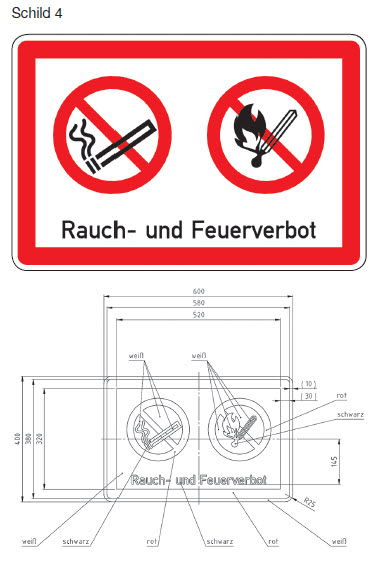 Schild 4
Rauch- und Feuerverbot
600
580
520
weiß weiß
(10)
(30)
rot
schwarz
400
380
320
145
Rauch- und Feuerverbot
R25
weiß schwarz rot schwarz rot weiß